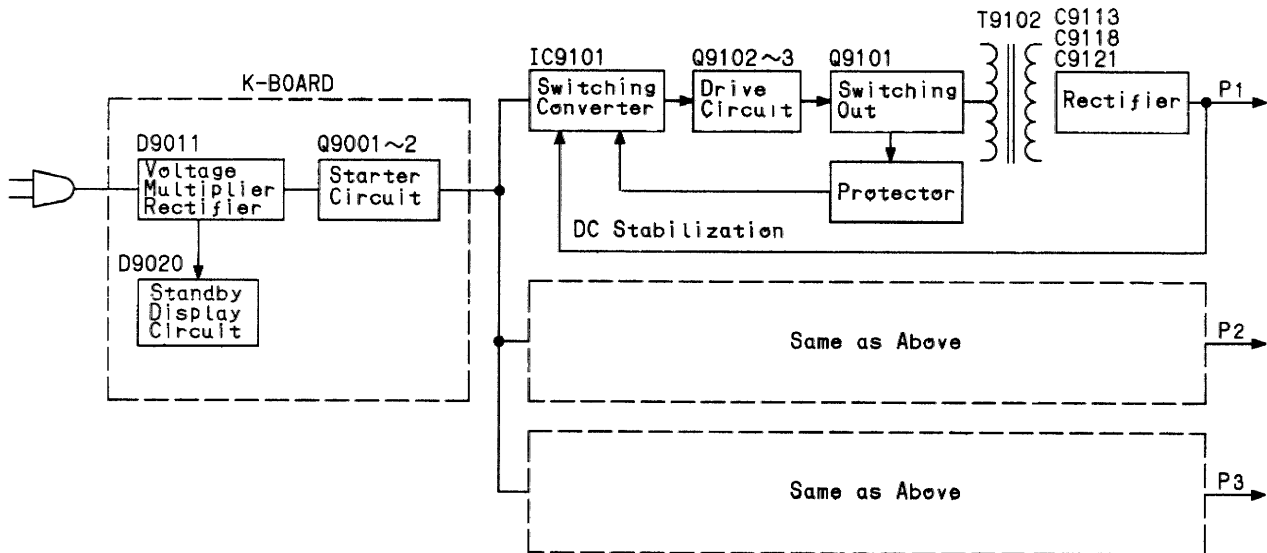 K-BOARD
D9011
Voltage
Multiplier
Rectifier
Q9001~2
Starter
Circuit
D9020
Standby
Display
Circuit
IC9101
Switching
Converter
Q9102~3
Drive
Circuit
Q9101
Switching
Out
T9102
C9113
C9118
C9121
Rectifier
P1
Protector
DC Stabilization
Same as Above
P2
Same as Above
P3